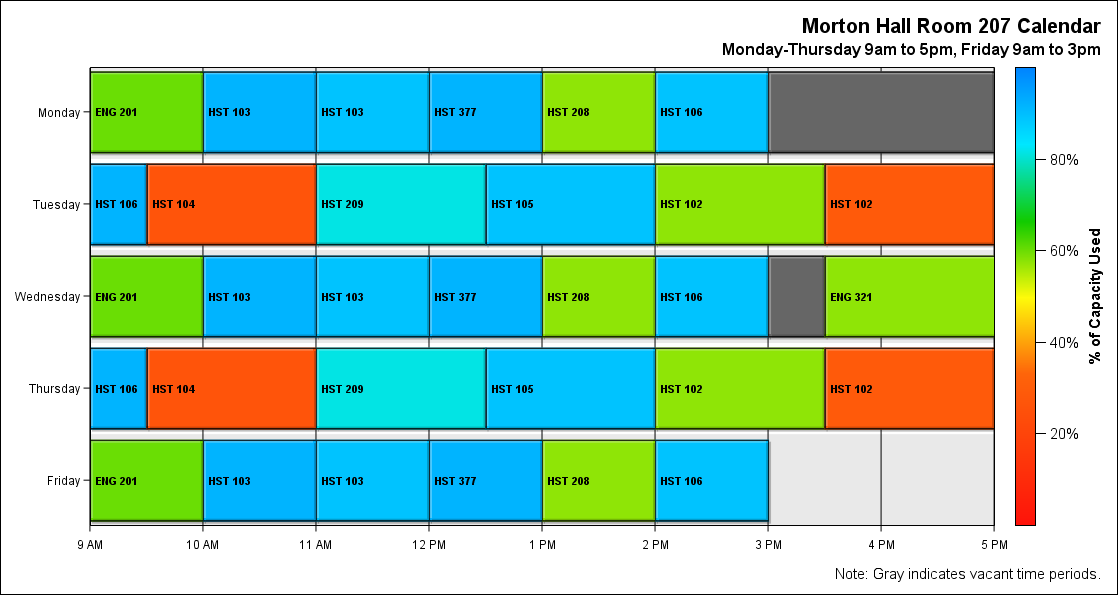 Morton Hall Room 207 Calendar
Monday-Thursday 9am to 5pm, Friday 9am to 3pm
Monday
ENG 201
HST 103
HST 103
HST 377
HST 208
HST 106
Tuesday
HST 106
HST 104
HST 209
HST 105
HST 102
HST 102
Wednesday
ENG 201
HST 103
HST 103
HST 377
HST 208
HST 106
ENG 321
Thursday
HST 106
HST 104
HST 209
HST 105
HST 102
HST 102
Friday
ENG 201
HST 103
HST 103
HST 377
HST 208
HST 106
9 AM
10 AM
11 AM
12 PM
1 PM
2 PM
3 PM
4 PM
5 PM
80%
60%
40%
20%
% of Capacity Used
Note: Gray indicates vacant time periods.